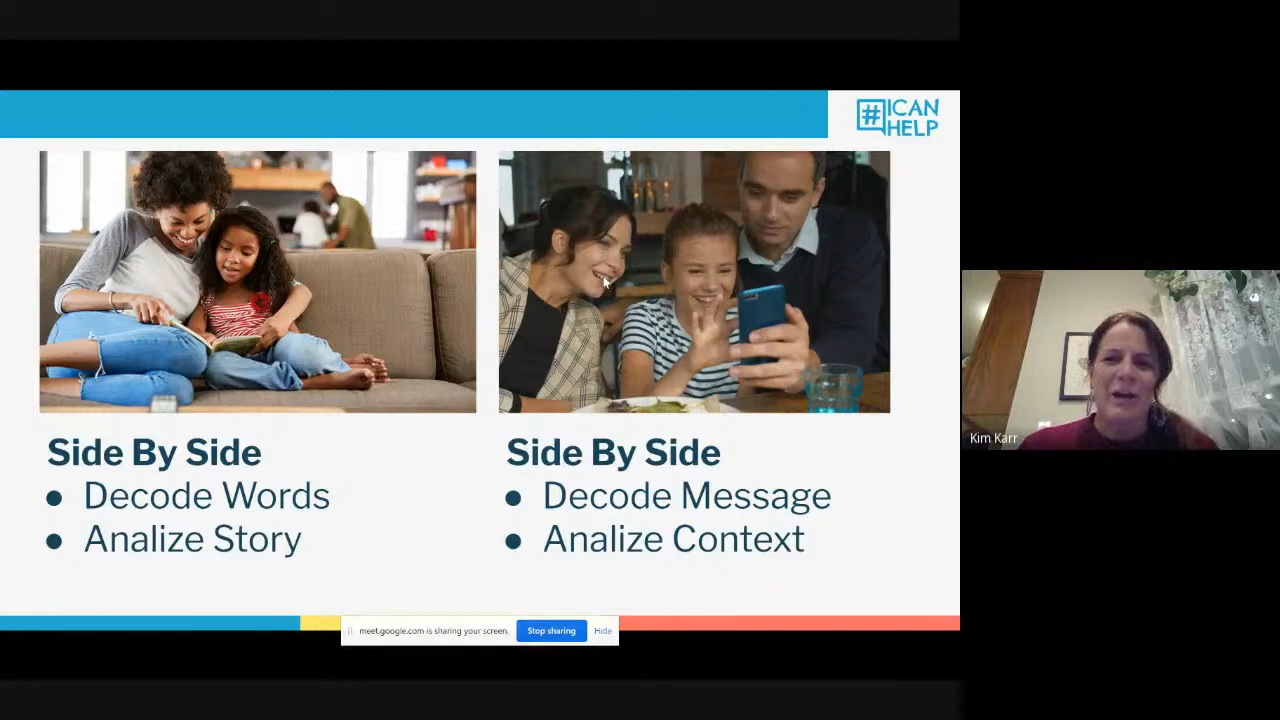 #ICAN
HELP
Side By Side
● Decode Words
● Analize Story
Side By Side
● Decode Message
● Analize Context
Kim Karr
meet.google.com is sharing your screen. Stop sharing Hide